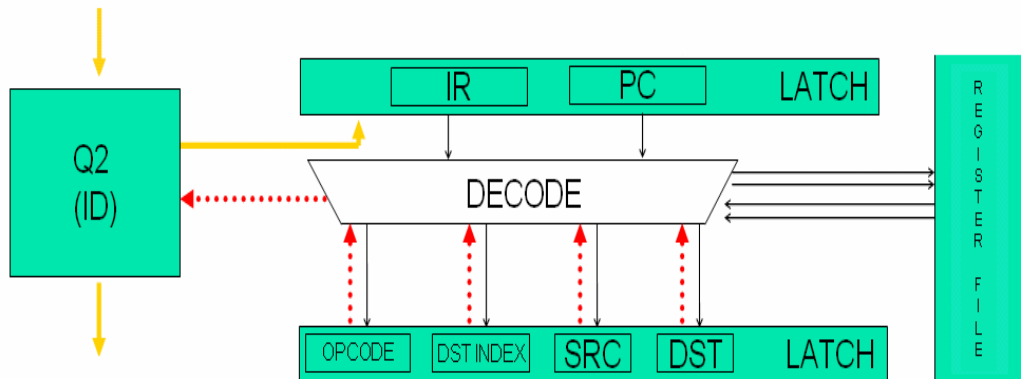 IR
PC
LATCH
Q2
(ID)
DECODE
OPCODE
DST INDEX
SRC
DST
LATCH
REGISTER FILE